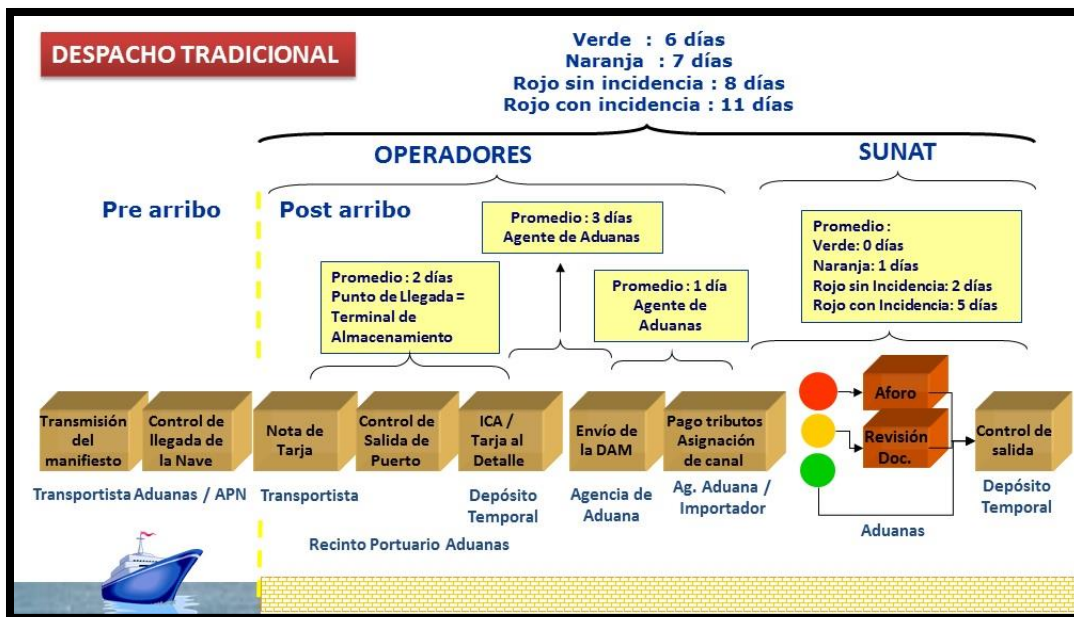 DESPACHO TRADICIONAL
Verde : 6 días
Naranja : 7 días
Rojo sin incidencia : 8 días
Rojo con incidencia : 11 días
OPERADORES
SUNAT
Pre arribo
Post arribo
Promedio : 3 días
Agente de Aduanas
Promedio : 2 días
Punto de Llegada =
Terminal de
Almacenamiento
Promedio : 1 día
Agente de
Aduanas
Promedio :
Verde: 0 días
Naranja: 1 días
Rojo sin Incidencia: 2 días
Rojo con Incidencia: 5 días
Transmisión
del
manifiesto
Control de
llegada de
la Nave
Nota de
Tarja
Control de
Salida de
Puerto
ICA /
Tarja al
Detalle
Envío de
la DAM
Pago tributos
Asignación
de canal
Aforo
Revisión
Doc.
Control de
salida
Transportista
Aduanas / APN
Transportista
Depósito
Temporal
Agencia de
Aduana
Ag. Aduana /
Importador
Aduanas
Depósito
Temporal
Recinto Portuario Aduanas